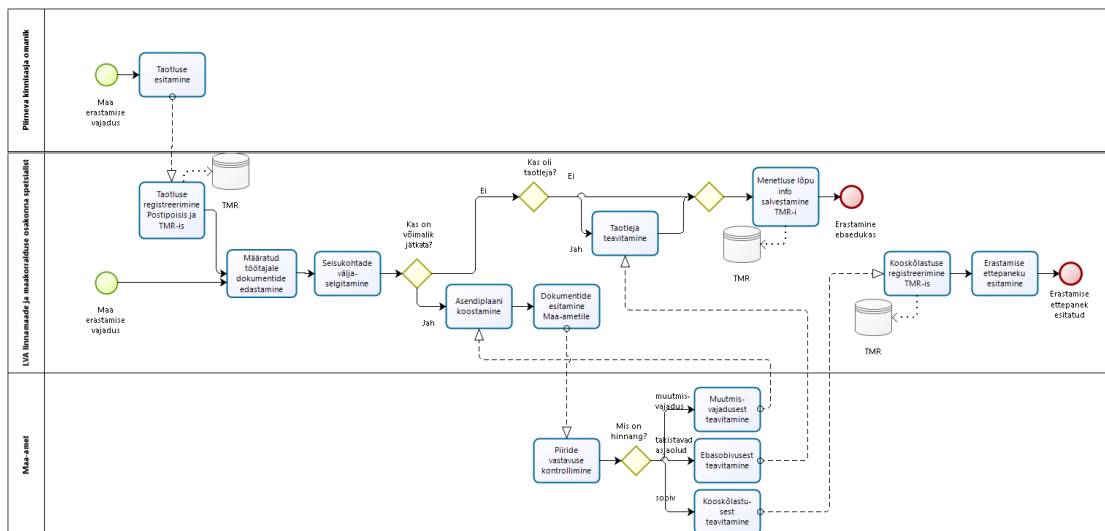 Piirneva kinnisasja omanik
Maa
erastamise
vajadus
Taotluse
esitamine
LVA linnamaade ja maakorralduse osakonna spetsialist
Taotluse
registreerimine
Postipoisis ja
TMR-is
TMR
Maa
erastamise
vajadus
Määratud
töötajale
dokumentide
edastamine
Seisukohtade
välja-
selgitamine
Kas on
võimalik
jätkata?
Ei
Jah
Kas oli
taotleja?
Ei
Jah
Taotleja
teavitamine
Menetluse lõpu
info
salvestamine
TMR-i
TMR
Erastamine
ebaedukas
Asendiplaani
koostamine
Dokumentide
esitamine
Maa-ametile
Kooskõlastuse
registreerimine
TMR-is
TMR
Erastamise
ettepaneku
esitamine
Erastamise
ettepanek
esitatud
Maa-amet
Piiride
vastavuse
kontrollimine
Mis on
hinnang?
muutmis-
vajadus
takistavad
asjaolud
sobiv
Muutmis-
vajadusest
teavitamine
Ebasobivusest
teavitamine
Kooskõlastu-
sest
teavitamine